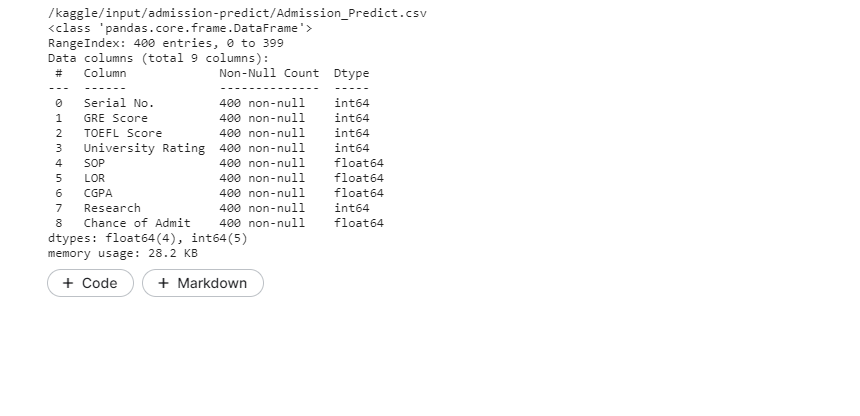 /kaggle/input/admission-predict/Admission_Predict.csv
<class 'pandas.core.frame.DataFrame'>
RangeIndex: 400 entries, 0 to 399
Data columns (total 9 columns):
 #   Column             Non-Null Count  Dtype
---  ------             --------------  -----
 0   Serial No.         400 non-null    int64
 1   GRE Score          400 non-null    int64
 2   TOEFL Score        400 non-null    int64
 3   University Rating  400 non-null    int64
 4   SOP                400 non-null    float64
 5   LOR                400 non-null    float64
 6   CGPA               400 non-null    float64
 7   Research           400 non-null    int64
 8   Chance of Admit    400 non-null    float64
dtypes: float64(4), int64(5)
memory usage: 28.2 KB
+ Code + Markdown